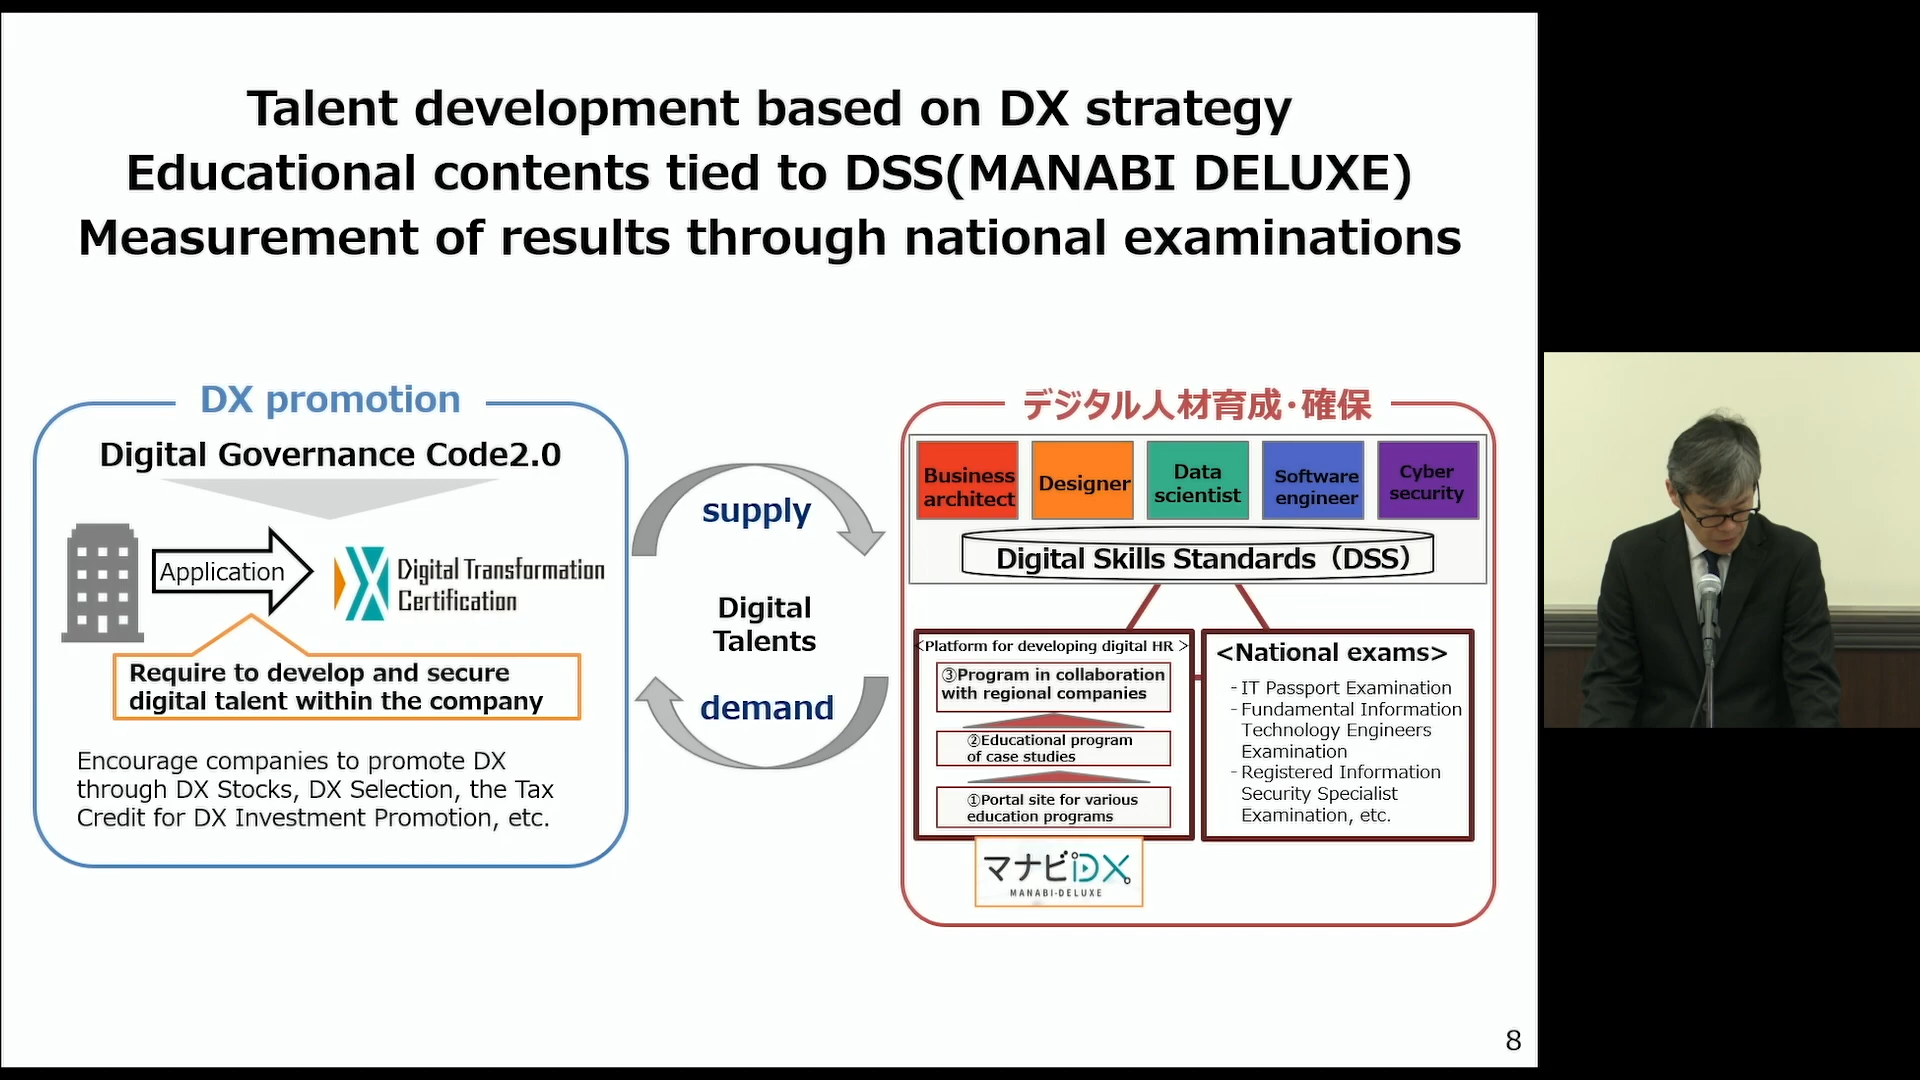 Talent development based on DX strategy
Educational contents tied to DSS(MANABI DELUXE)
Measurement of results through national examinations
DX promotion
Digital Governance Code2.0
Application
Digital Transformation
Certification
Require to develop and secure
digital talent within the company
Encourage companies to promote DX
through DX Stocks, DX Selection, the Tax
Credit for DX Investment Promotion, etc.
supply
Digital
Talents
demand
デジタル人材育成・確保
Business
architect
Designer
Data
scientist
Software
engineer
Cyber
security
Digital Skills Standards（DSS）
<Platform for developing digital HR >
③Program in collaboration
with regional companies
②Educational program
of case studies
①Portal site for various
education programs
マナビDX
MANABI-DELUXE
<National exams>
- IT Passport Examination
- Fundamental Information
Technology Engineers
Examination
- Registered Information
Security Specialist
Examination, etc.
8